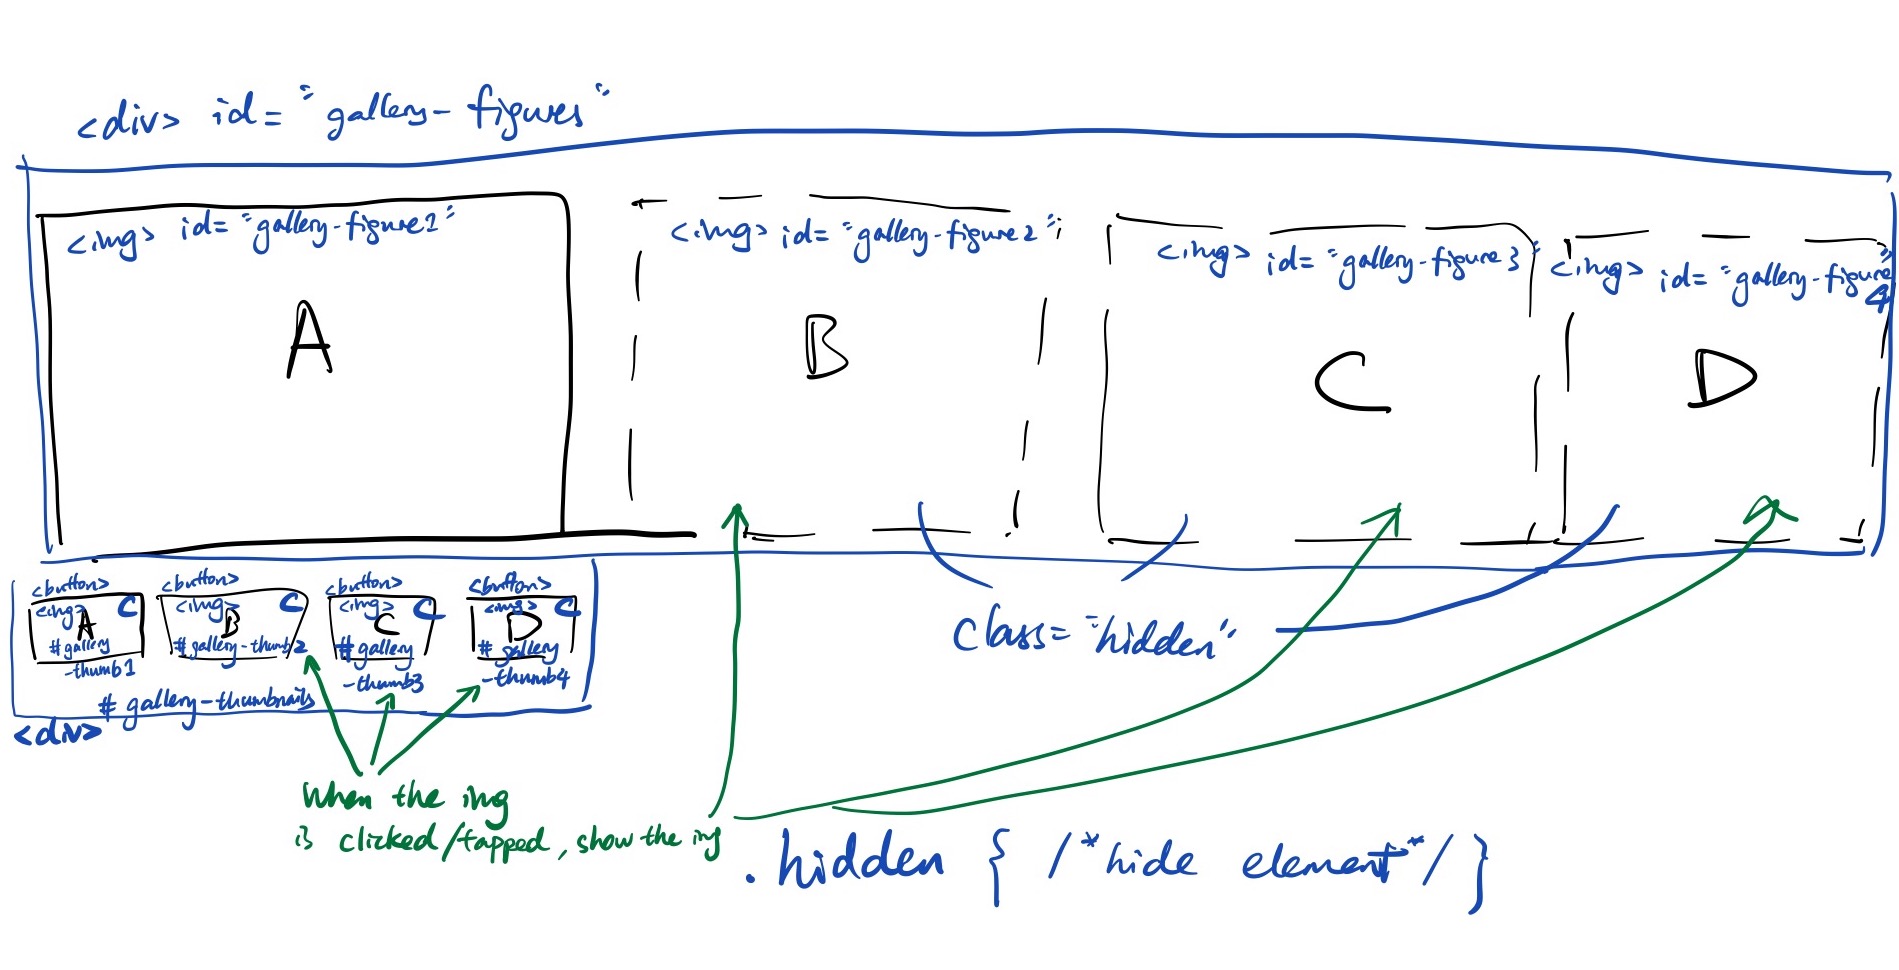 <div> id="gallery-figures"
<img> id="gallery-figure1"
A
<img> id="gallery-figure2"
B
<img> id="gallery-figure3"
C
<img> id="gallery-figure4"
D
<button>
<img> C
A
#gallery
-thumb1
<button>
<img> C
B
#gallery-thumb2
<button>
<img> C
C
#gallery
-thumb3
<button>
<img> C
D
#gallery
-thumb4
#gallery-thumbnails
<div>
class="hidden"
When the img
is clicked/tapped, show the img
.hidden { /*hide element*/ }